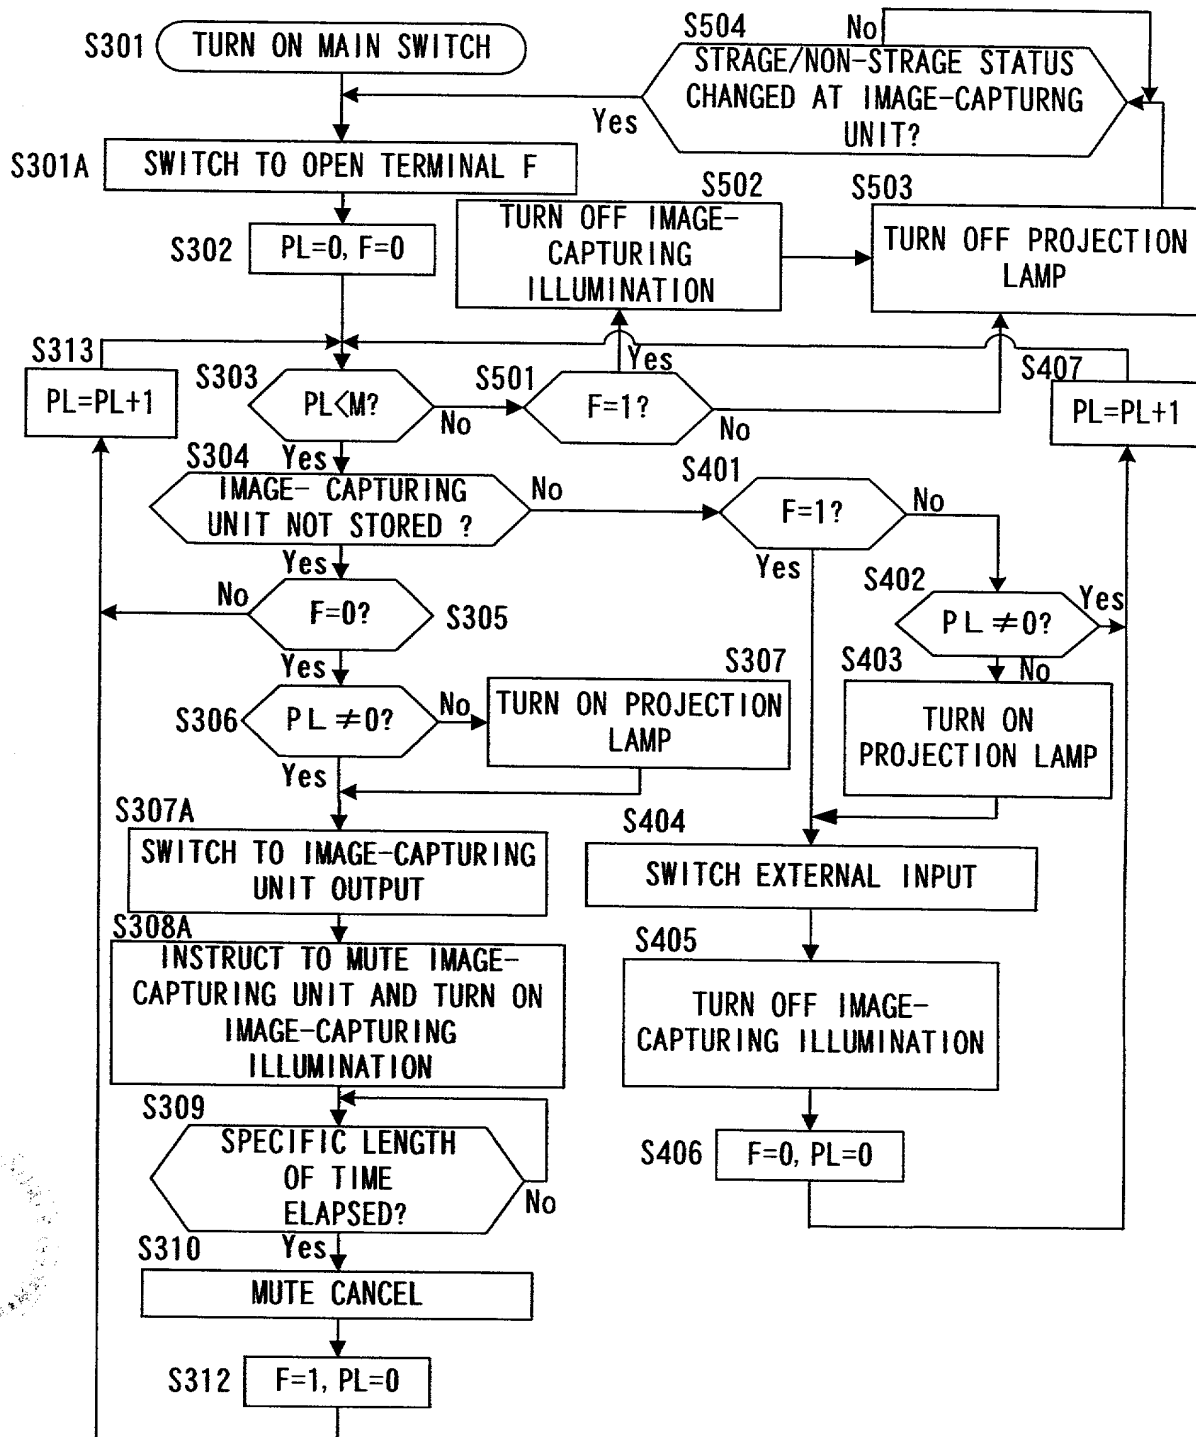 S301
TURN ON MAIN SWITCH
S504
No
STRAGE/NON-STRAGE STATUS
CHANGED AT IMAGE-CAPTURNG
UNIT?
Yes
S301A
SWITCH TO OPEN TERMINAL F
S302
PL=0, F=0
S502
TURN OFF IMAGE-
CAPTURING
ILLUMINATION
S503
TURN OFF PROJECTION
LAMP
S313
PL=PL+1
S303
PL<M?
No
Yes
S501
F=1?
Yes
No
S407
PL=PL+1
S304
IMAGE- CAPTURING
UNIT NOT STORED ?
No
Yes
S401
F=1?
No
Yes
S305
F=0?
No
Yes
S402
PL≠0?
Yes
No
S306
PL≠0?
No
Yes
S307
TURN ON PROJECTION
LAMP
S403
TURN ON
PROJECTION LAMP
S307A
SWITCH TO IMAGE-CAPTURING
UNIT OUTPUT
S404
SWITCH EXTERNAL INPUT
S308A
INSTRUCT TO MUTE IMAGE-
CAPTURING UNIT AND TURN ON
IMAGE-CAPTURING
ILLUMINATION
S405
TURN OFF IMAGE-
CAPTURING ILLUMINATION
S309
SPECIFIC LENGTH
OF TIME
ELAPSED?
No
Yes
S406
F=0, PL=0
S310
MUTE CANCEL
S312
F=1, PL=0